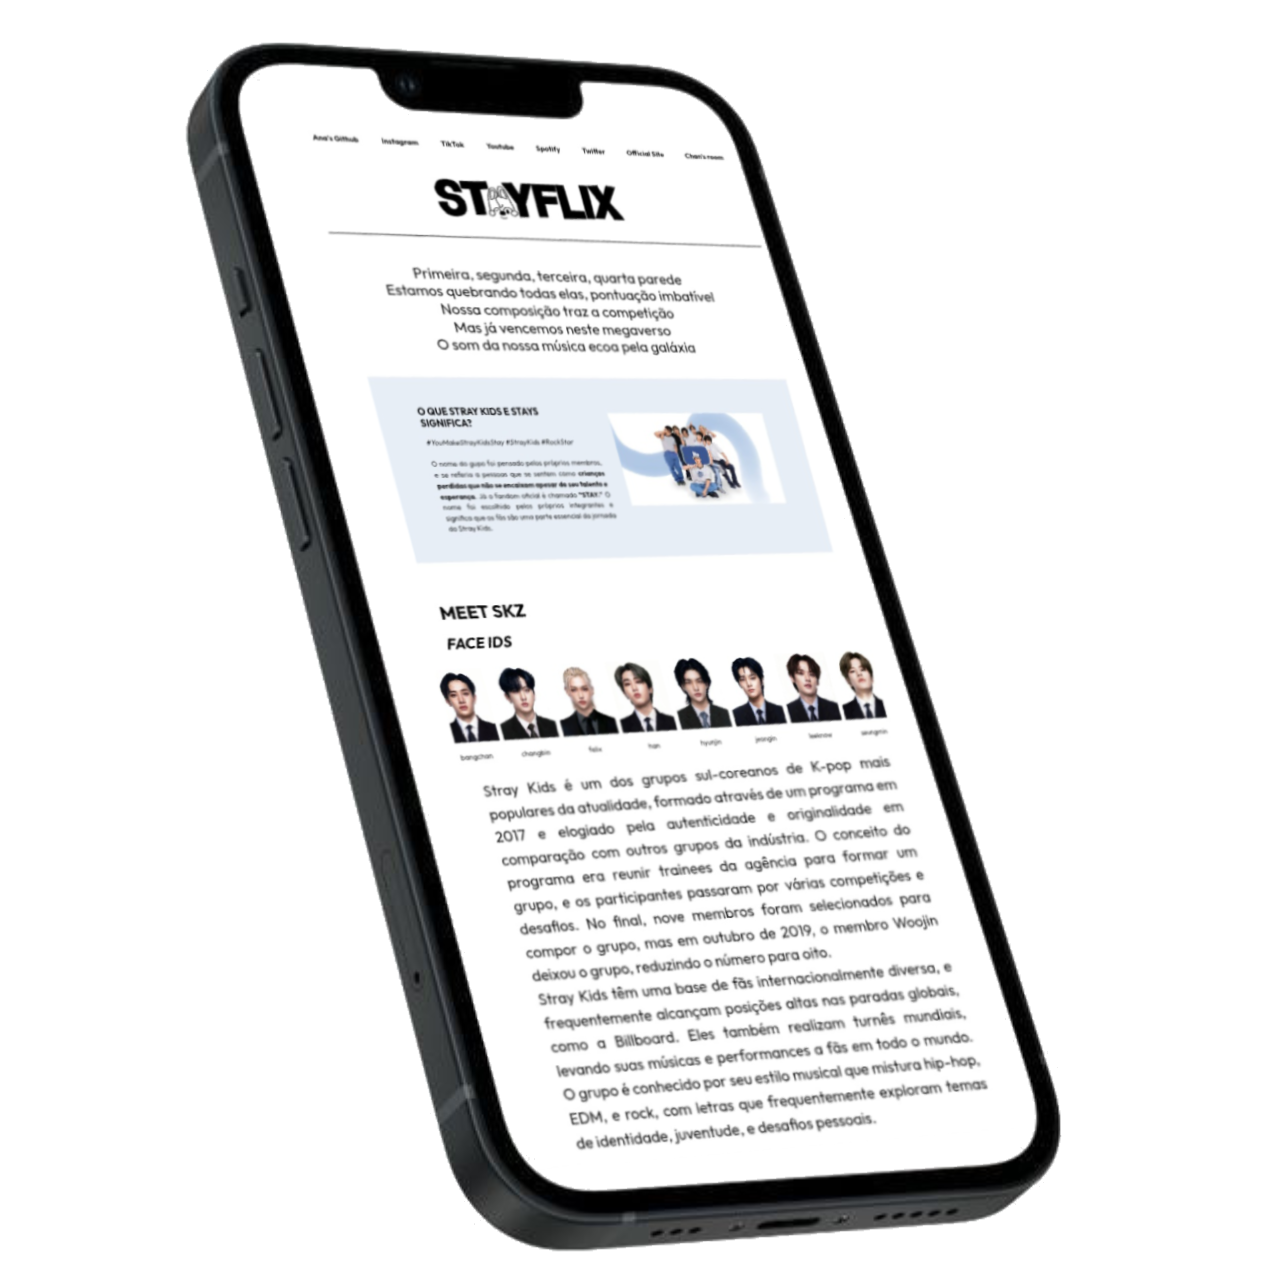 Ana's Github Instagram TikTok Youtube Spotify Twitter Official Site Chan's room
STAYFLIX
Primeira, segunda, terceira, quarta parede
Estamos quebrando todas elas, pontuação imbatível
Nossa composição traz a competição
Mas já vencemos neste megaverso
O som da nossa música ecoa pela galáxia
O QUE STRAY KIDS E STAYS
SIGNIFICA?
#YouMakeStrayKidsStay #StrayKids #RockStar
O nome do gupo foi pensado pelos próprios membros,
e se referia a pessoas que se sentem como crianças
perdidas que não se encaixam apesar de seu talento e
esperança. Já o fandom oficial é chamado "STAY." O
nome foi escolhido pelos próprios integrantes e
significa que os fãs são uma parte essencial da jornada
do Stray Kids.
MEET SKZ
FACE IDS
bangchan changbin felix han hyunjin jeongin leeknow seungmin
Stray Kids é um dos grupos sul-coreanos de K-pop mais
populares da atualidade, formado através de um programa em
2017 e elogiado pela autenticidade e originalidade em
comparação com outros grupos da indústria. O conceito do
programa era reunir trainees da agência para formar um
grupo, e os participantes passaram por várias competições e
desafios. No final, nove membros foram selecionados para
compor o grupo, mas em outubro de 2019, o membro Woojin
deixou o grupo, reduzindo o número para oito.
Stray Kids têm uma base de fãs internacionalmente diversa, e
frequentemente alcançam posições altas nas paradas globais,
como a Billboard. Eles também realizam turnês mundiais,
levando suas músicas e performances a fãs em todo o mundo.
O grupo é conhecido por seu estilo musical que mistura hip-hop,
EDM, e rock, com letras que frequentemente exploram temas
de identidade, juventude, e desafios pessoais.